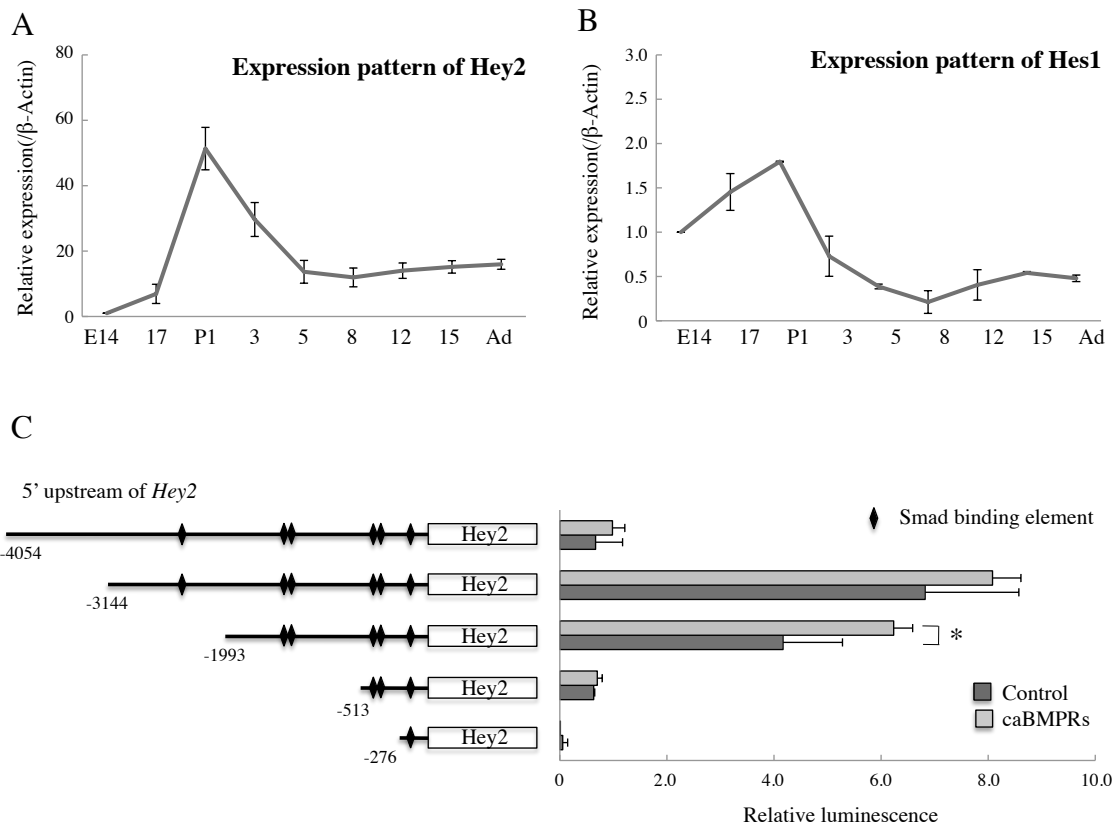 A
Expression pattern of Hey2
Relative expression(/β-Actin)
80
60
40
20
0
E14 17 P1 3 5 8 12 15 Ad
B
Expression pattern of Hes1
Relative expression(/β-Actin)
3.0
2.5
2.0
1.5
1.0
0.5
0
E14 17 P1 3 5 8 12 15 Ad
C
5’ upstream of Hey2
Smad binding element
-4054
Hey2
-3144
Hey2
-1993
Hey2
*
-513
Hey2
-276
Hey2
Control
caBMPRs
0 2.0 4.0 6.0 8.0 10.0
Relative luminescence